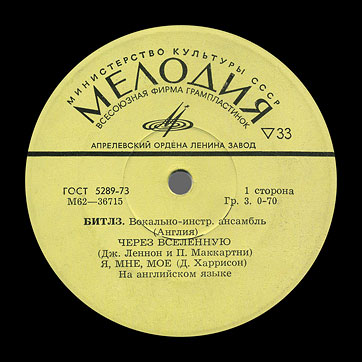 МИНИСТЕРСТВО КУЛЬТУРЫ СССР
МЕЛОДИЯ
ВСЕСОЮЗНАЯ ФИРМА ГРАМПЛАСТИНОК
33
АПРЕЛЕВСКИЙ ОРДЕНА ЛЕНИНА ЗАВОД
ГОСТ 5289-73
1 сторона
М62—36715
Гр. 3. 0-70
БИТЛЗ. Вокально-инстр. ансамбль
(Англия)
ЧЕРЕЗ ВСЕЛЕННУЮ
(Дж. Леннон и П. Маккартни)
Я, МНЕ, МОЕ (Д. Харрисон)
На английском языке